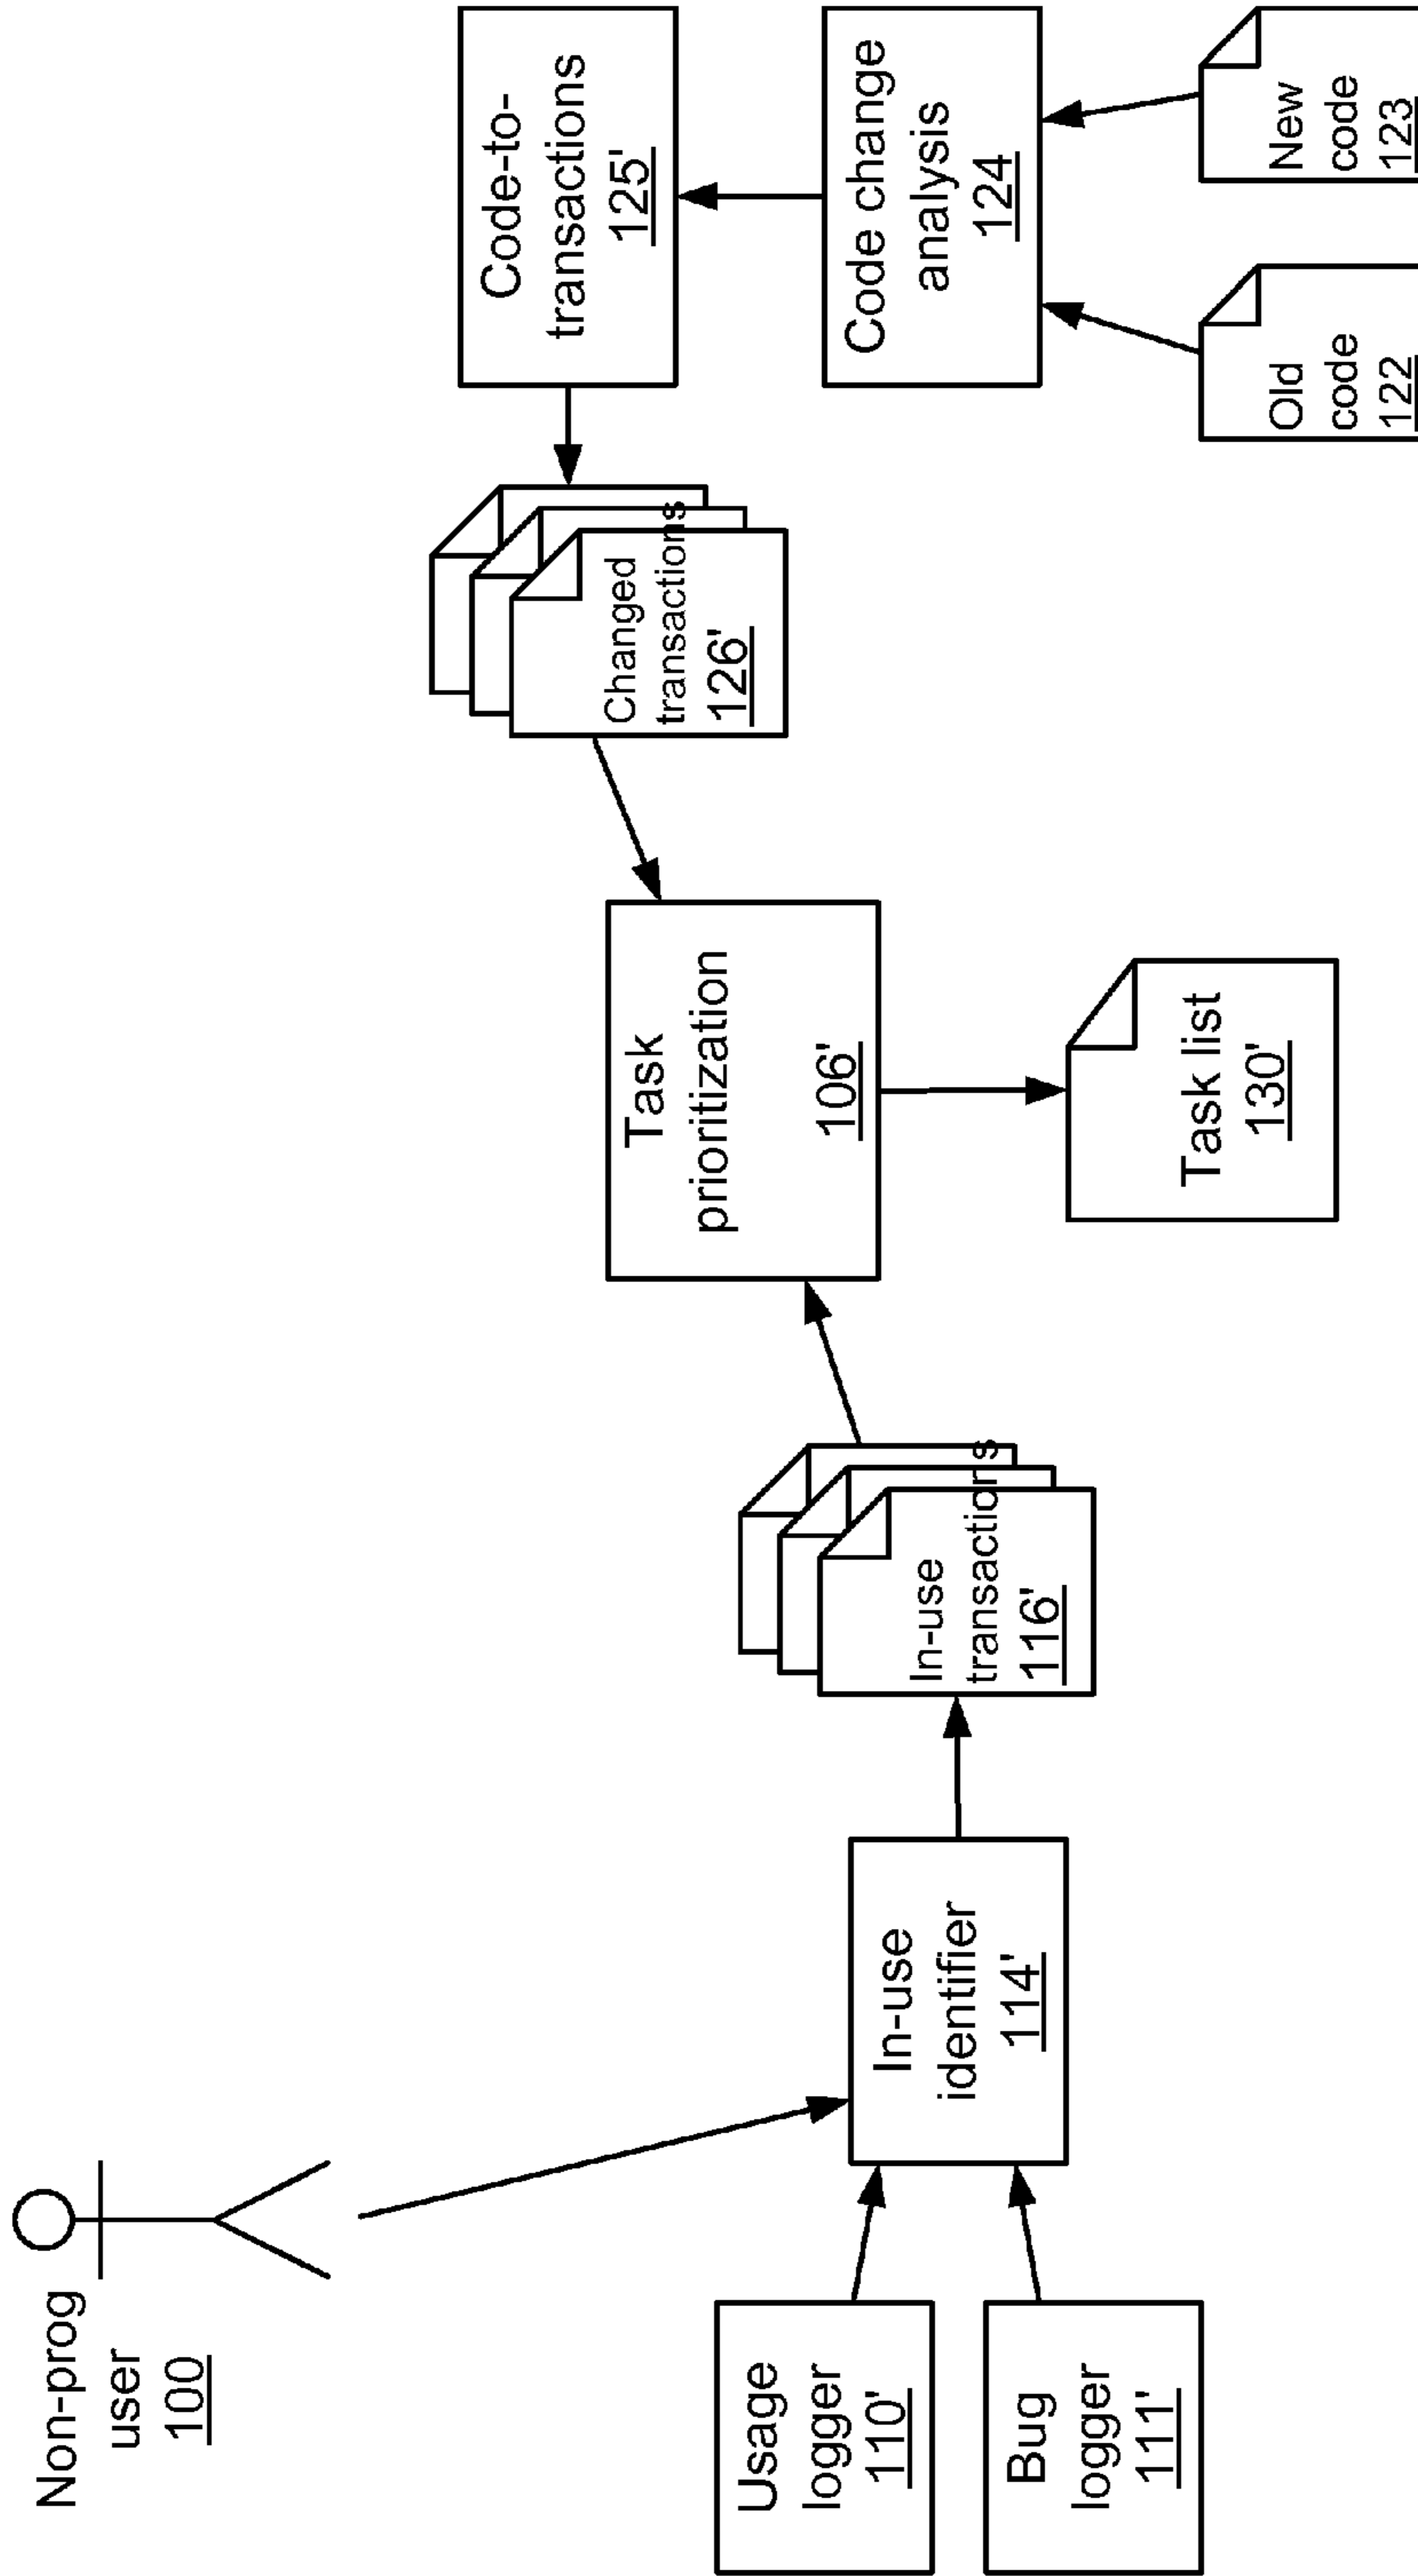 Non-prog
user
100
Usage
logger
110'
Bug
logger
111'
In-use
identifier
114'
In-use
transactions
116'
Task
prioritization
106'
Task list
130'
Changed
transactions
126'
Code-to-
transactions
125'
Code change
analysis
124
Old
code
122
New
code
123